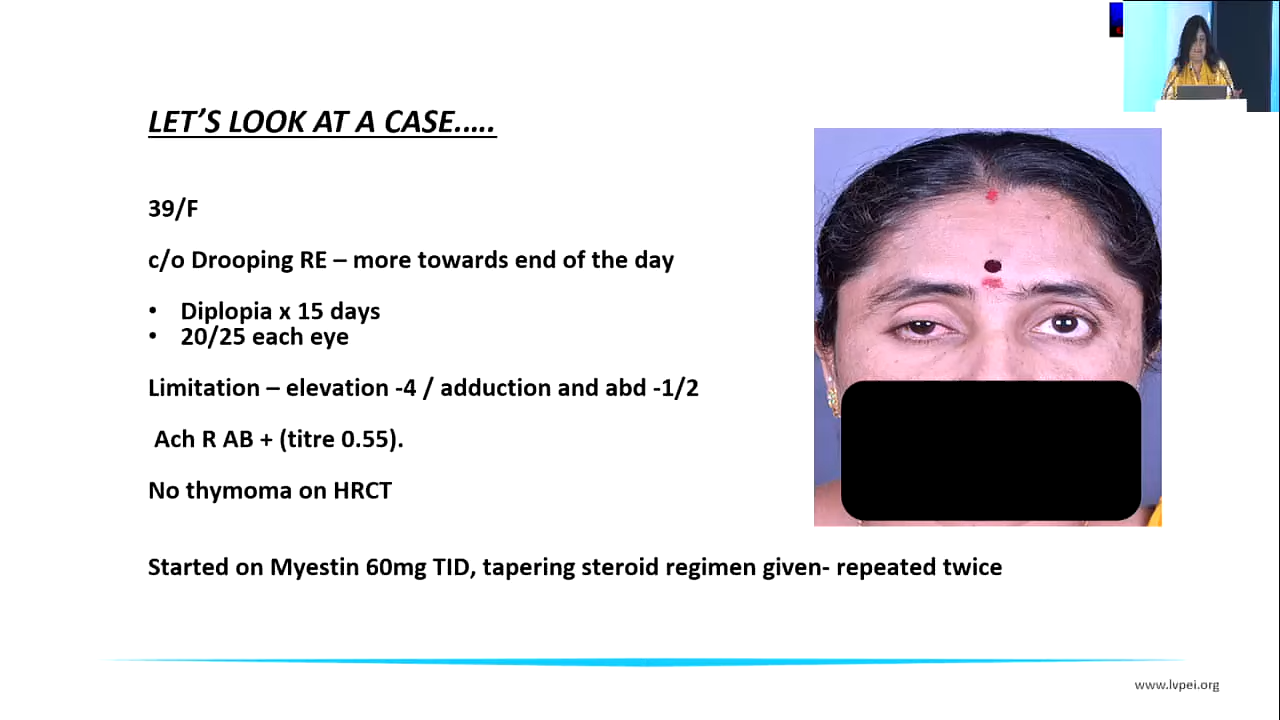 LET'S LOOK AT A CASE.....
39/F
c/o Drooping RE – more towards end of the day
• Diplopia x 15 days
• 20/25 each eye
Limitation – elevation -4 / adduction and abd -1/2
Ach R AB + (titre 0.55).
No thymoma on HRCT
Started on Myestin 60mg TID, tapering steroid regimen given- repeated twice
www.lvpei.org